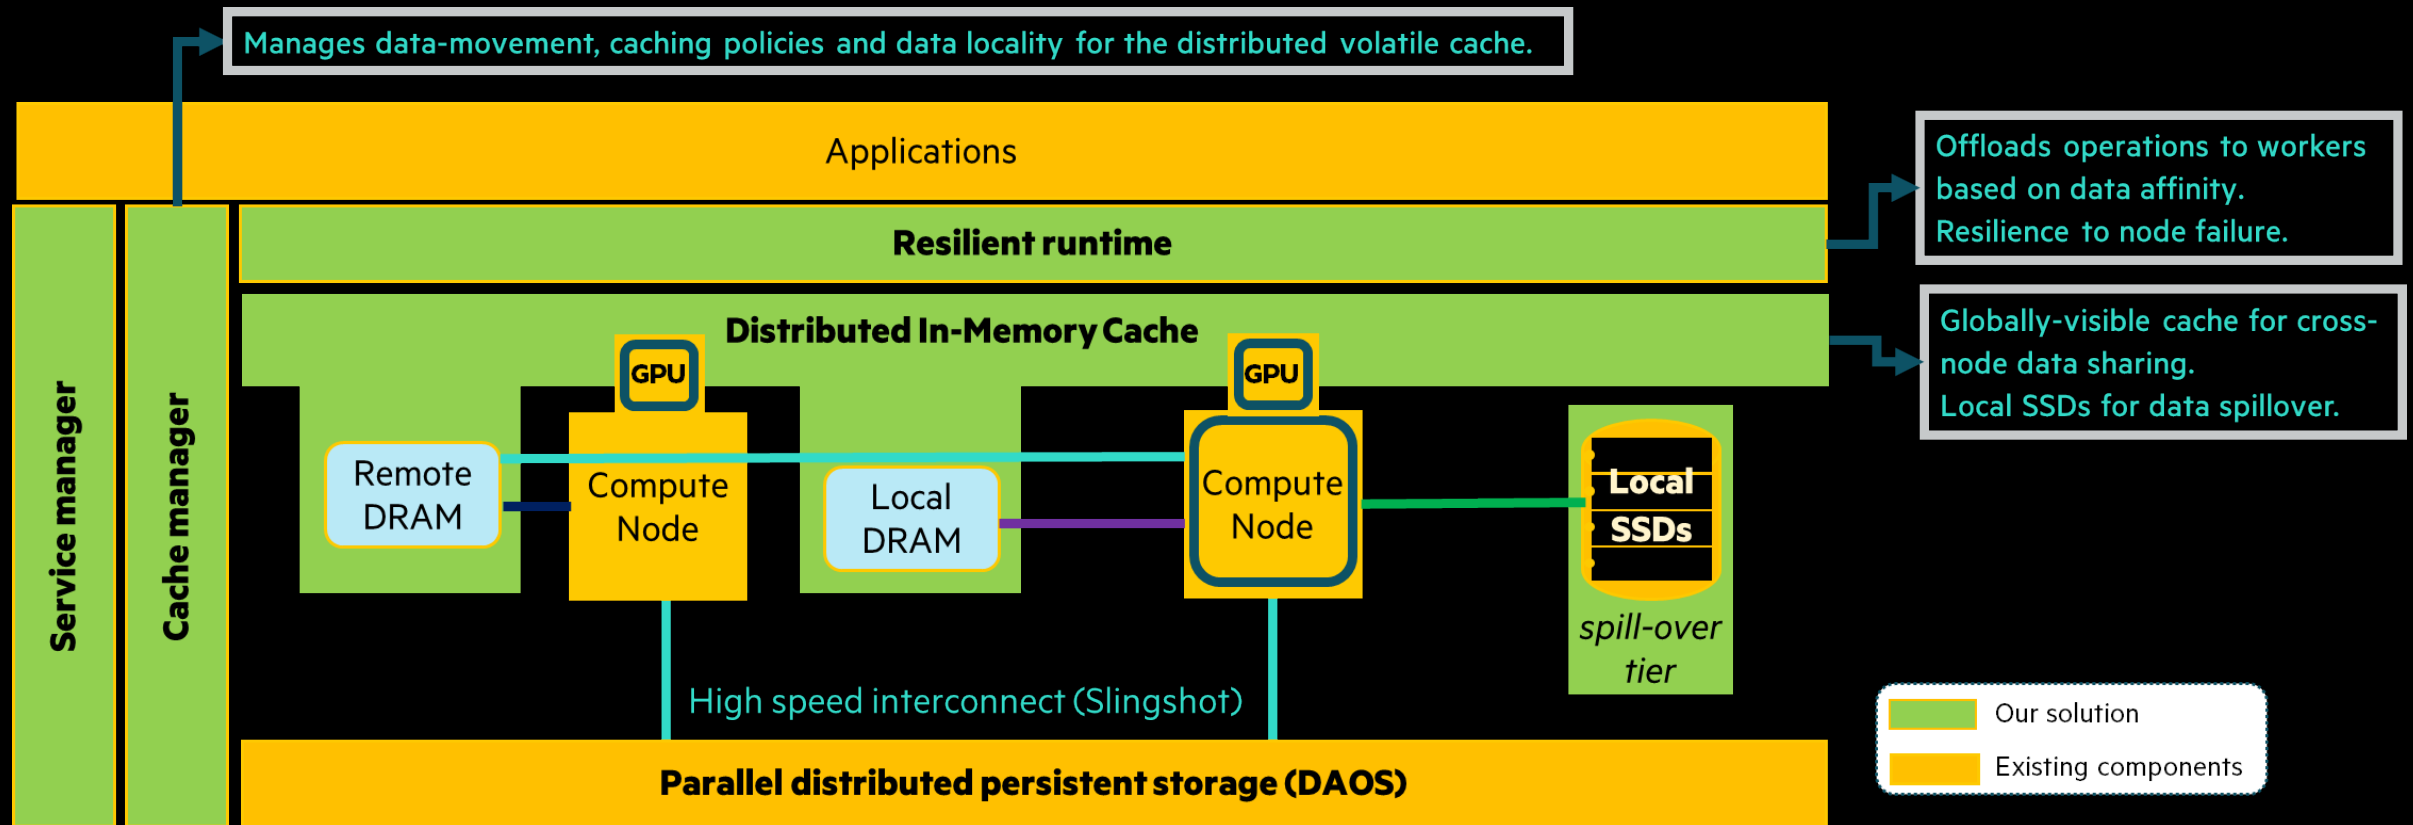 Manages data-movement, caching policies and data locality for the distributed volatile cache.
Applications
Offloads operations to workers
based on data affinity.
Resilience to node failure.
Resilient runtime
Service manager
Cache manager
Distributed In-Memory Cache
Globally-visible cache for cross-
node data sharing.
Local SSDs for data spillover.
GPU
GPU
Remote
DRAM
Compute
Node
Local
DRAM
Compute
Node
Local
SSDs
spill-over
tier
High speed interconnect (Slingshot)
Parallel distributed persistent storage (DAOS)
Our solution
Existing components